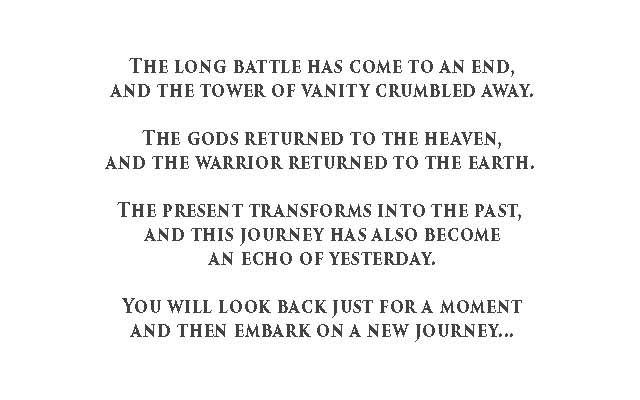 The long battle has come to an end,
and the tower of vanity crumbled away.
The gods returned to the heaven,
and the warrior returned to the earth.
The present transforms into the past,
and this journey has also become
an echo of yesterday.
You will look back just for a moment
and then embark on a new journey...